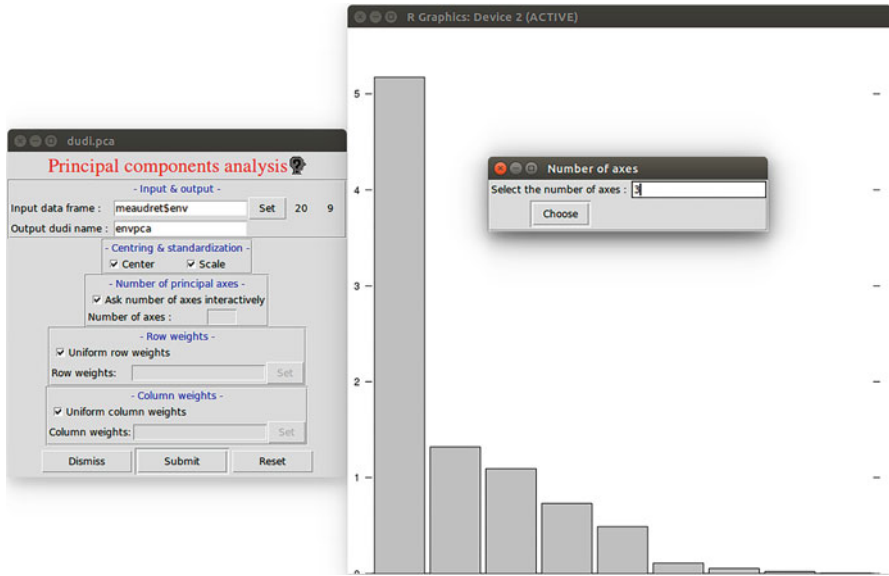 dudi.pca
Principal components analysis
- Input & output -
Input data frame : meaudret$env Set 20 9
Output dudi name : envpca
- Centring & standardization -
Center Scale
- Number of principal axes -
Ask number of axes interactively
Number of axes :
- Row weights -
Uniform row weights
Row weights: Set
- Column weights -
Uniform column weights
Column weights: Set
Dismiss Submit Reset
R Graphics: Device 2 (ACTIVE)
5
4
3
2
1
0
Number of axes
Select the number of axes : 3
Choose